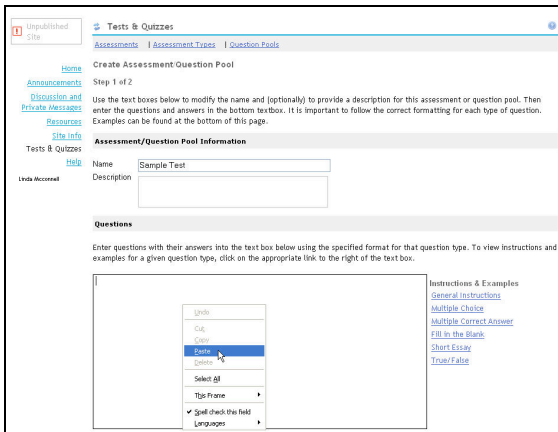 Unpublished
Site
Tests & Quizzes
Assessments | Assessment Types | Question Pools
Home
Announcements
Discussion and
Private Messages
Resources
Site Info
Tests & Quizzes
Help
Linda Mcconnell
Create Assessment/Question Pool
Step 1 of 2
Use the text boxes below to modify the name and (optionally) to provide a description for this assessment or question pool. Then
enter the questions and answers in the bottom textbox. It is important to follow the correct formatting for each type of question.
Examples can be found at the bottom of this page.
Assessment/Question Pool Information
Name Sample Test
Description
Questions
Enter questions with their answers into the text box below using the specified format for that question type. To view instructions and
examples for a given question type, click on the appropriate link to the right of the text box.
Undo
Cut
Copy
Paste
Delete
Select All
This Frame
Spell check this field
Languages
Instructions & Examples
General Instructions
Multiple Choice
Multiple Correct Answer
Fill in the Blank
Short Essay
True/False